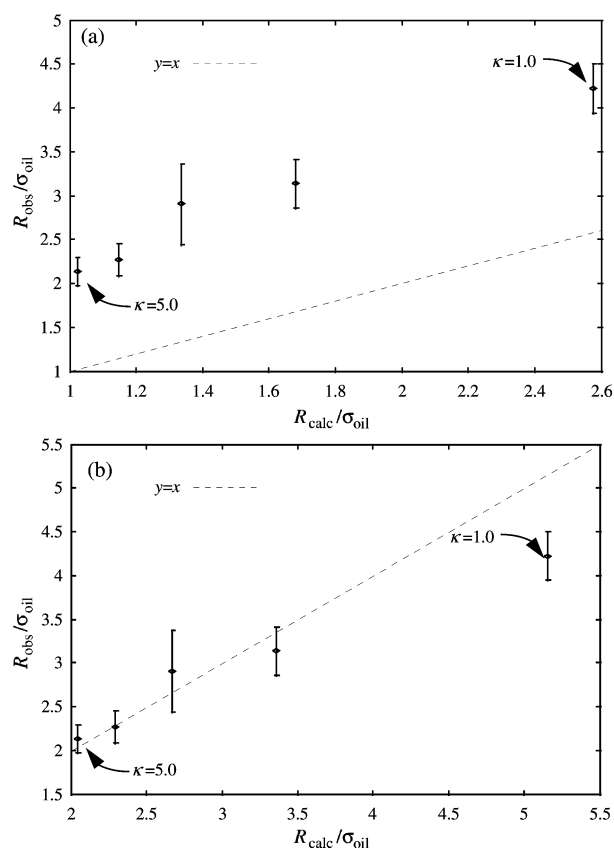 (a)
y=x
κ=1.0
κ=5.0
5
4.5
4
3.5
3
2.5
2
1.5
1
R_obs/σ_oil
1 1.2 1.4 1.6 1.8 2 2.2 2.4 2.6
R_calc/σ_oil
(b)
y=x
κ=1.0
κ=5.0
5.5
5
4.5
4
3.5
3
2.5
2
1.5
R_obs/σ_oil
2 2.5 3 3.5 4 4.5 5 5.5
R_calc/σ_oil